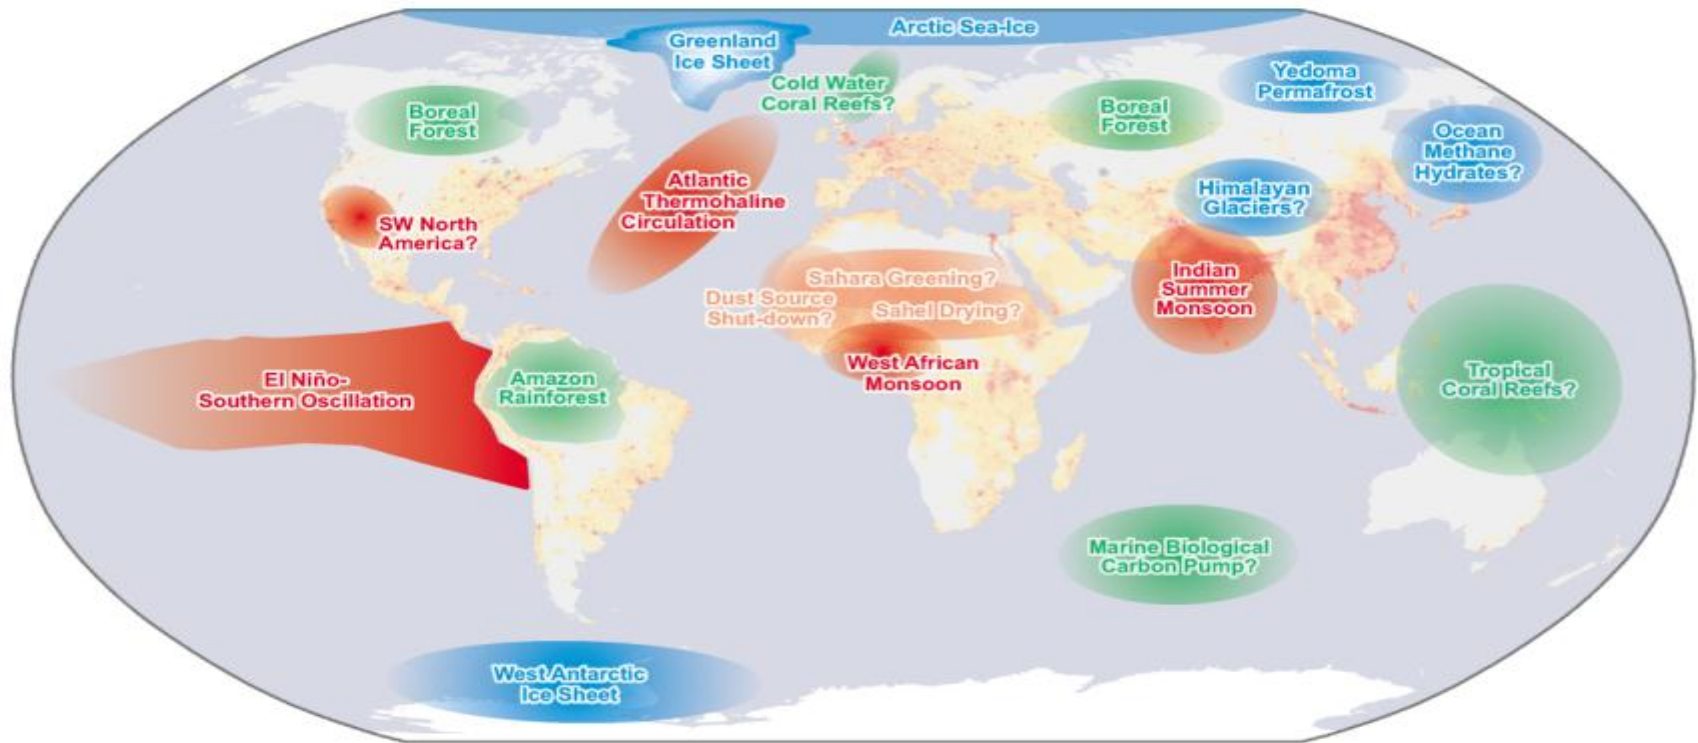 Arctic Sea-Ice
Greenland
Ice Sheet
Cold Water
Coral Reefs?
Yedoma
Permafrost
Boreal
Forest
Boreal
Forest
Ocean
Methane
Hydrates?
Atlantic
Thermohaline
Circulation
Himalayan
Glaciers?
SW North
America?
Sahara Greening?
Dust Source
Shut-down?
Sahel Drying?
Indian
Summer
Monsoon
West African
Monsoon
El Niño-
Southern Oscillation
Amazon
Rainforest
Tropical
Coral Reefs?
Marine Biological
Carbon Pump?
West Antarctic
Ice Sheet